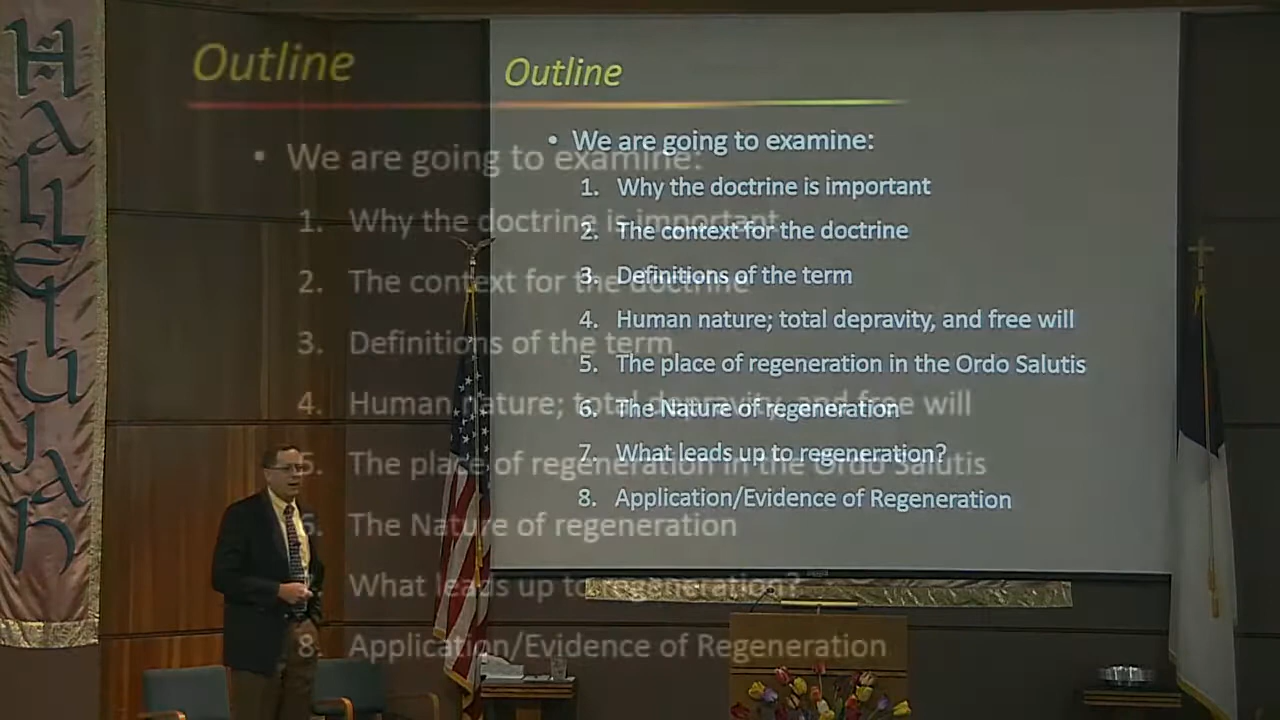 Hallelujah
Outline
• We are going to examine:
1. Why the doctrine is important
2. The context for the doctrine
3. Definitions of the term
4. Human nature; total depravity, and free will
5. The place of regeneration in the Ordo Salutis
6. The Nature of regeneration
7. What leads up to regeneration?
8. Application/Evidence of Regeneration
Outline
• We are going to examine:
1. Why the doctrine is important
2. The context for the doctrine
3. Definitions of the term
4. Human nature; total depravity, and free will
5. The place of regeneration in the Ordo Salutis
6. The Nature of regeneration
What leads up to regeneration?
8. Application/Evidence of Regeneration